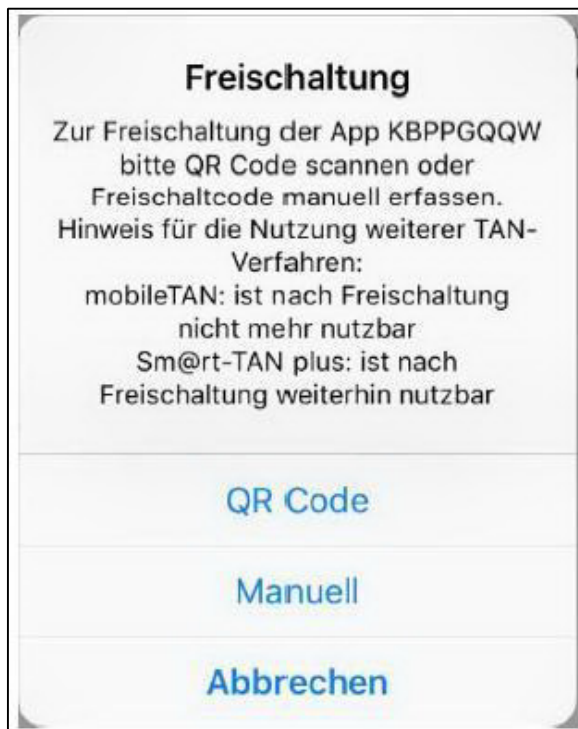 Freischaltung
Zur Freischaltung der App KBPPGQQW
bitte QR Code scannen oder
Freischaltcode manuell erfassen.
Hinweis für die Nutzung weiterer TAN-
Verfahren:
mobileTAN: ist nach Freischaltung
nicht mehr nutzbar
Sm@rt-TAN plus: ist nach
Freischaltung weiterhin nutzbar
QR Code
Manuell
Abbrechen